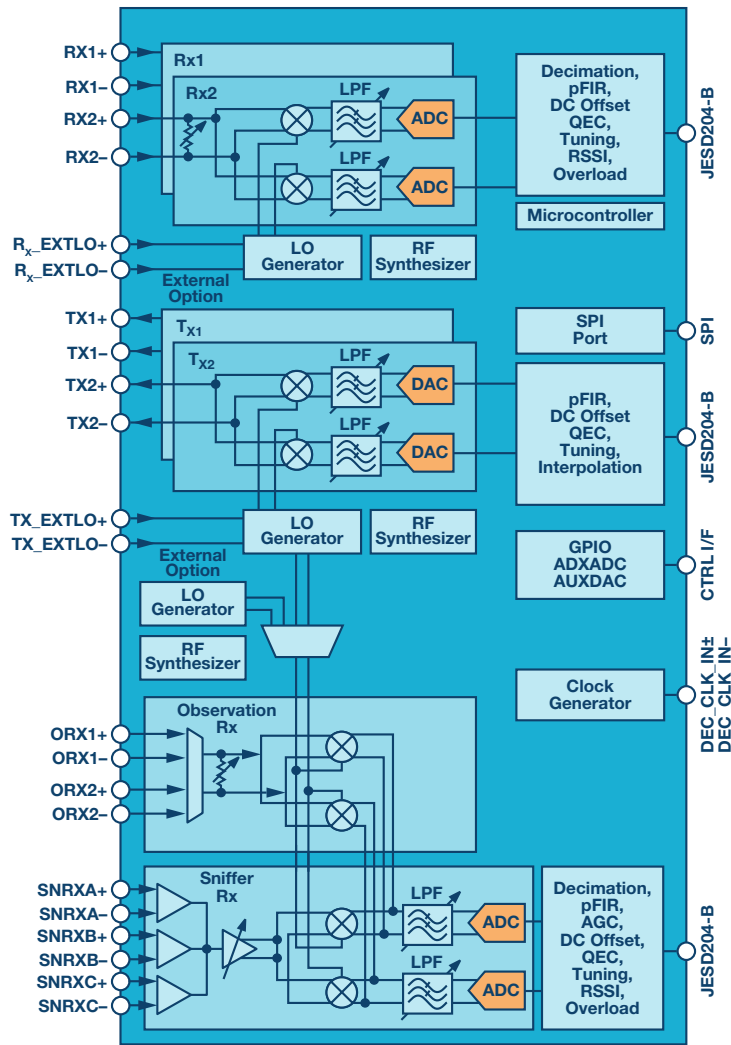 RX1+
RX1−
RX2+
RX2−
Rx1
Rx2
LPF
ADC
LPF
ADC
Decimation,
pFIR,
DC Offset
QEC,
Tuning,
RSSI,
Overload
JESD204-B
Microcontroller
Rx_EXTLO+
Rx_EXTLO−
LO
Generator
RF
Synthesizer
External
Option
TX1+
TX1−
TX2+
TX2−
TX1
TX2
LPF
DAC
LPF
DAC
SPI
Port
SPI
pFIR,
DC Offset
QEC,
Tuning,
Interpolation
JESD204-B
TX_EXTLO+
TX_EXTLO−
LO
Generator
RF
Synthesizer
External
Option
GPIO
ADXADC
AUXDAC
CTRL I/F
LO
Generator
RF
Synthesizer
Clock
Generator
DEC_CLK_IN±
DEC_CLK_IN−
ORX1+
ORX1−
ORX2+
ORX2−
Observation
Rx
SNRXA+
SNRXA−
SNRXB+
SNRXB−
SNRXC+
SNRXC−
Sniffer
Rx
LPF
ADC
LPF
ADC
Decimation,
pFIR,
AGC,
DC Offset,
QEC,
Tuning,
RSSI,
Overload
JESD204-B